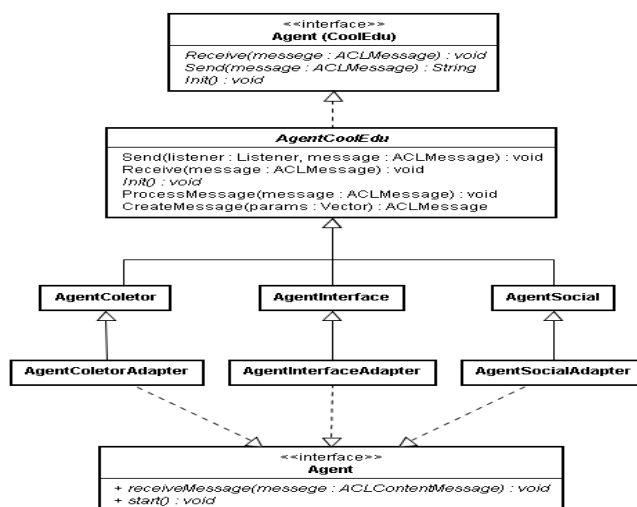 <<interface>>
Agent (CoolEdu)
Receive(messege : ACLMessage) : void
Send(message : ACLMessage) : String
Init() : void
AgentCoolEdu
Send(listener : Listener, message : ACLMessage) : void
Receive(message : ACLMessage) : void
Init() : void
ProcessMessage(message : ACLMessage) : void
CreateMessage(params : Vector) : ACLMessage
AgentColetor AgentInterface AgentSocial
AgentColetorAdapter AgentInterfaceAdapter AgentSocialAdapter
<<interface>>
Agent
+ receiveMessage(messege : ACLContentMessage) : void
+ start() : void